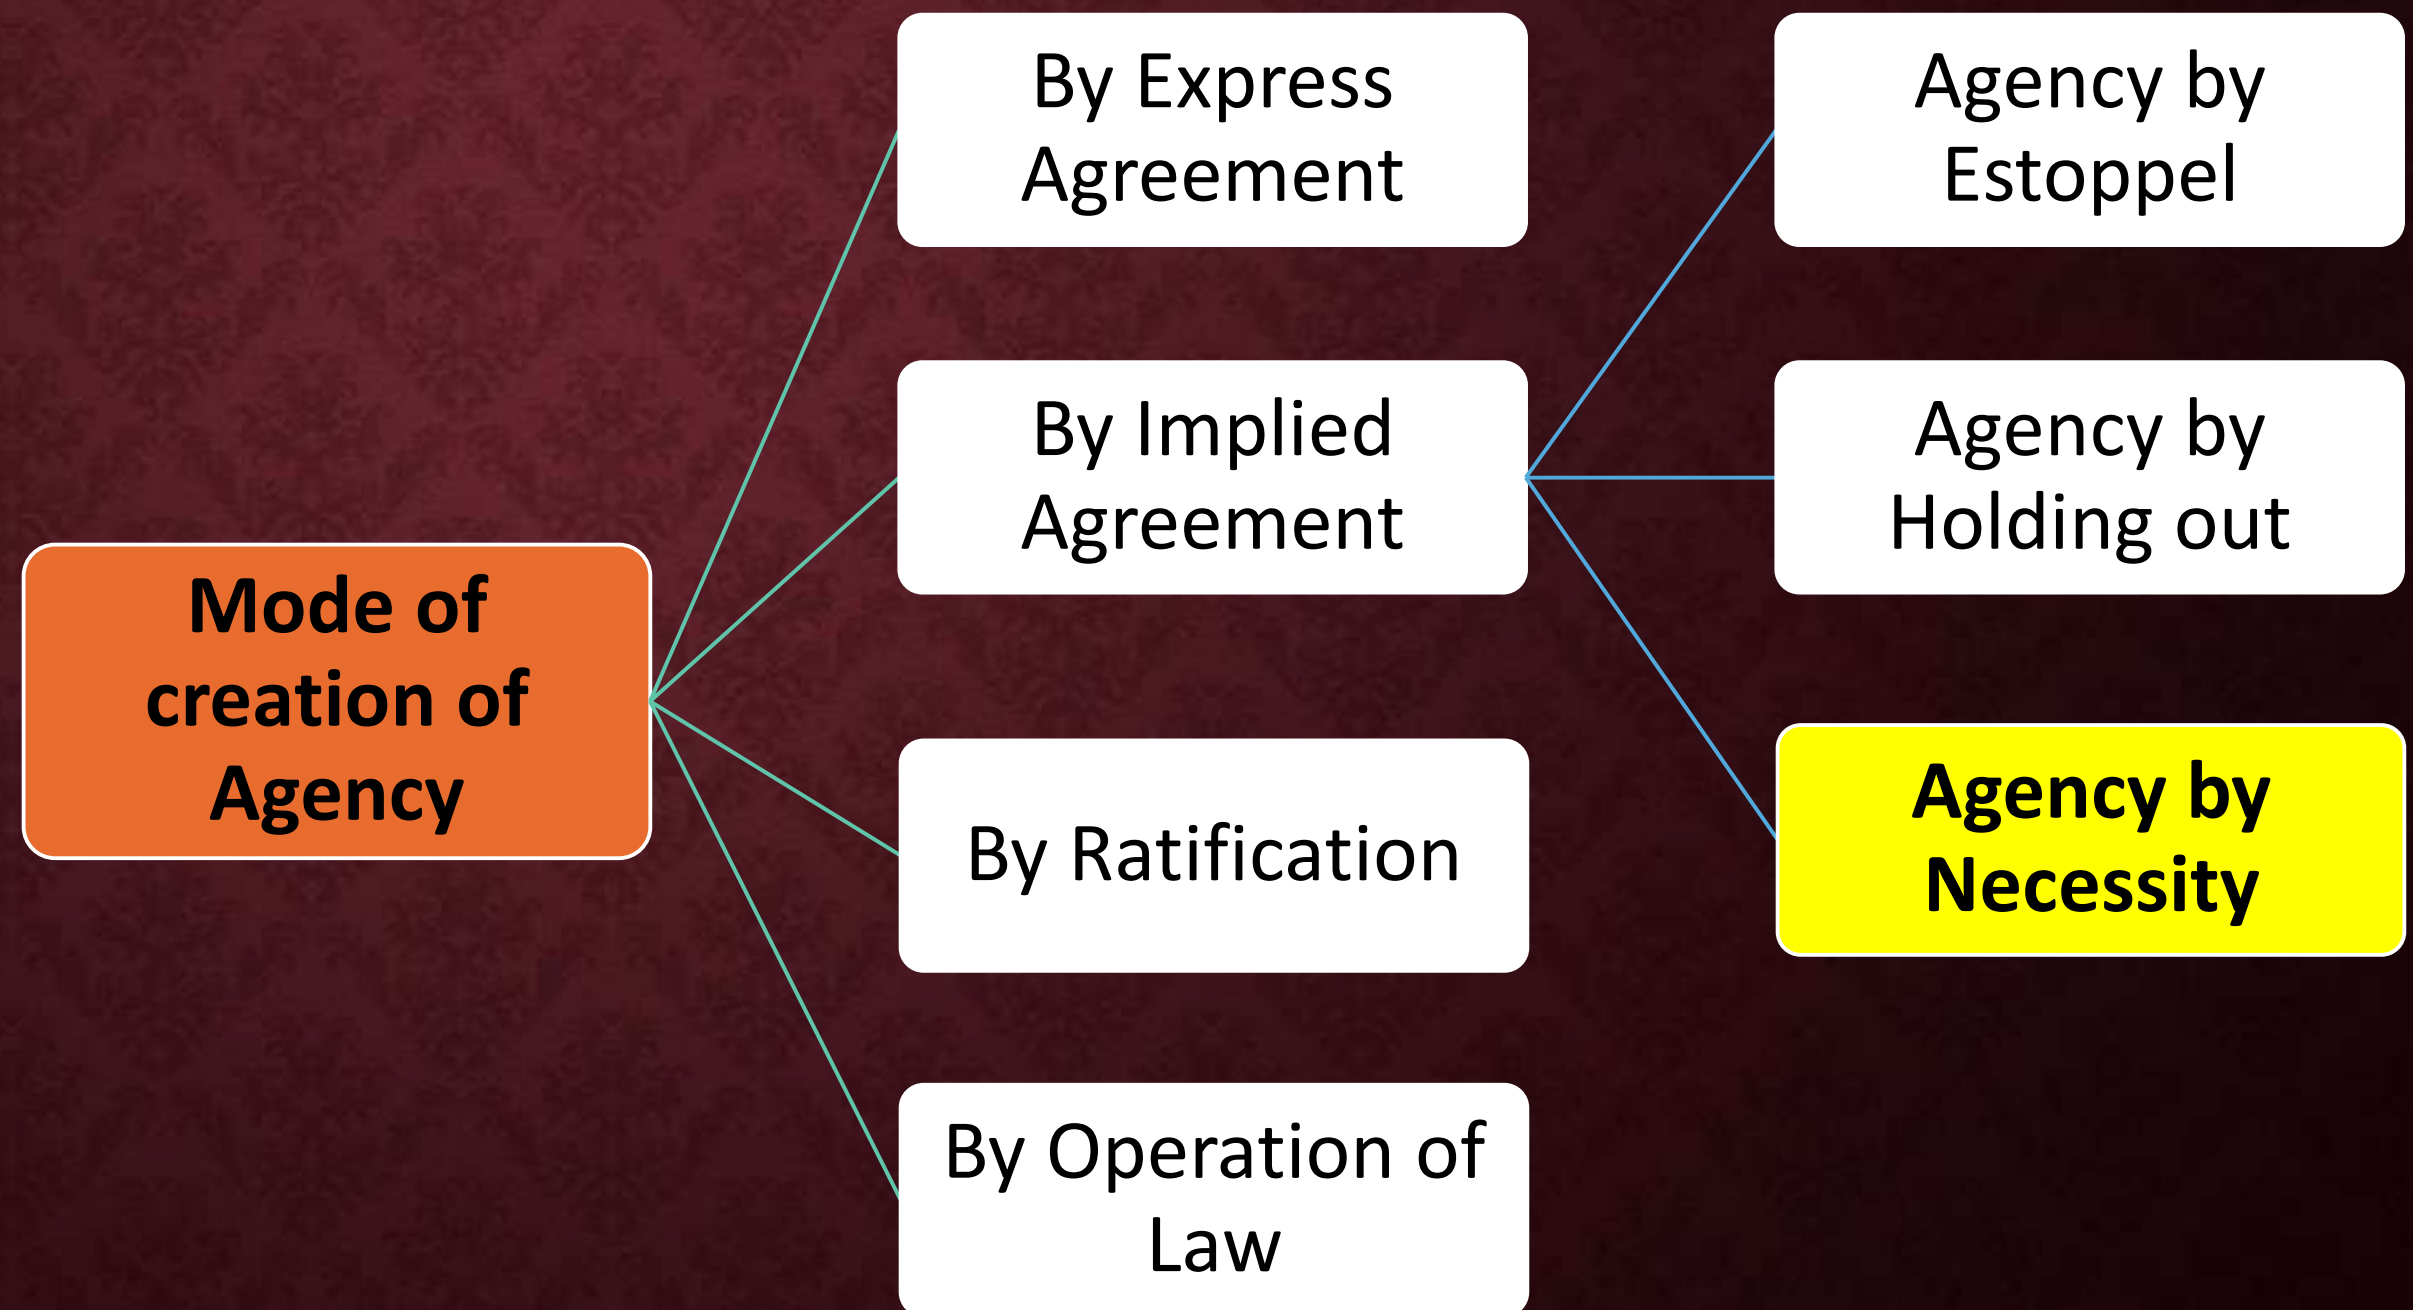 Mode of
creation of
Agency
By Express
Agreement
By Implied
Agreement
By Ratification
By Operation of
Law
Agency by
Estoppel
Agency by
Holding out
Agency by
Necessity